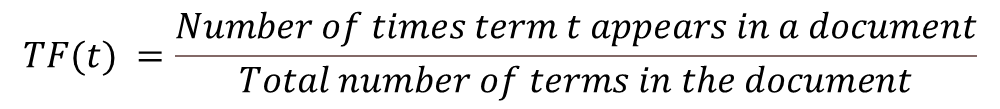 Number of times term t appears in a document
TF(t) =
Total number of terms in the document